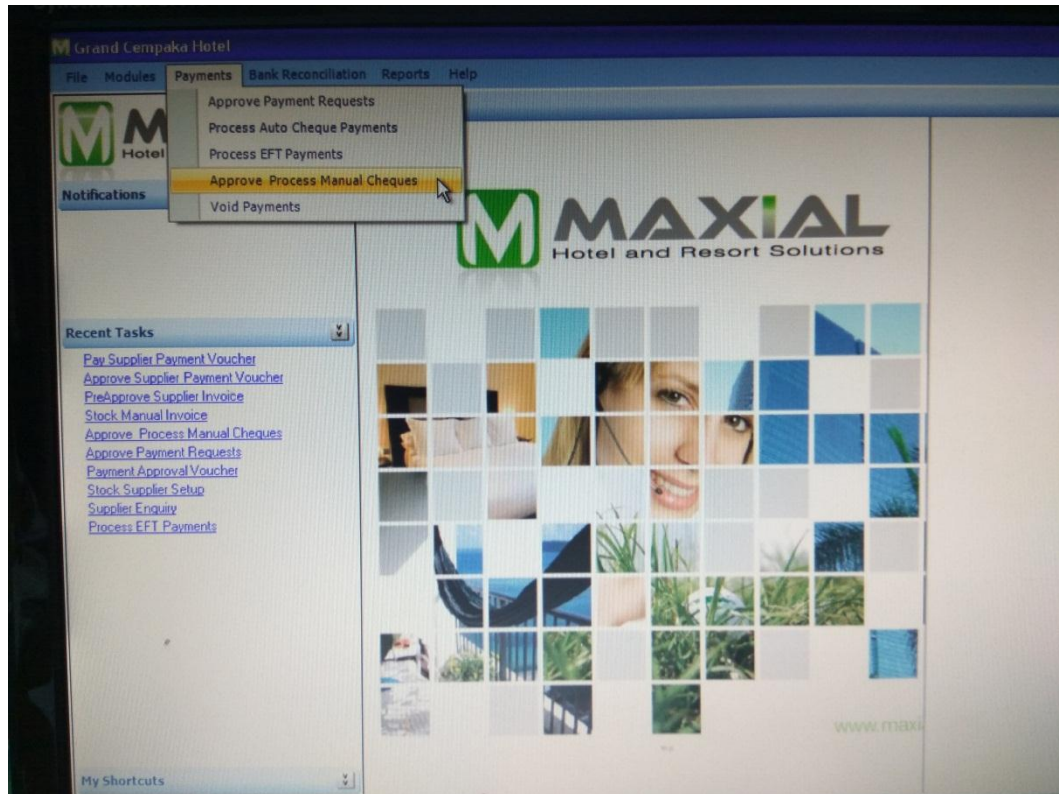 Grand Cempaka Hotel
File Modules Payments Bank Reconciliation Reports Help
Approve Payment Requests
Process Auto Cheque Payments
Process EFT Payments
Approve Process Manual Cheques
Void Payments
Hotel
Notifications
MAXIAL
Hotel and Resort Solutions
Recent Tasks
Pay Supplier Payment Voucher
Approve Supplier Payment Voucher
PreApprove Supplier Invoice
Stock Manual Invoice
Approve Process Manual Cheques
Approve Payment Requests
Payment Approval Voucher
Stock Supplier Setup
Supplier Enquiry
Process EFT Payments
www.maxi
My Shortcuts